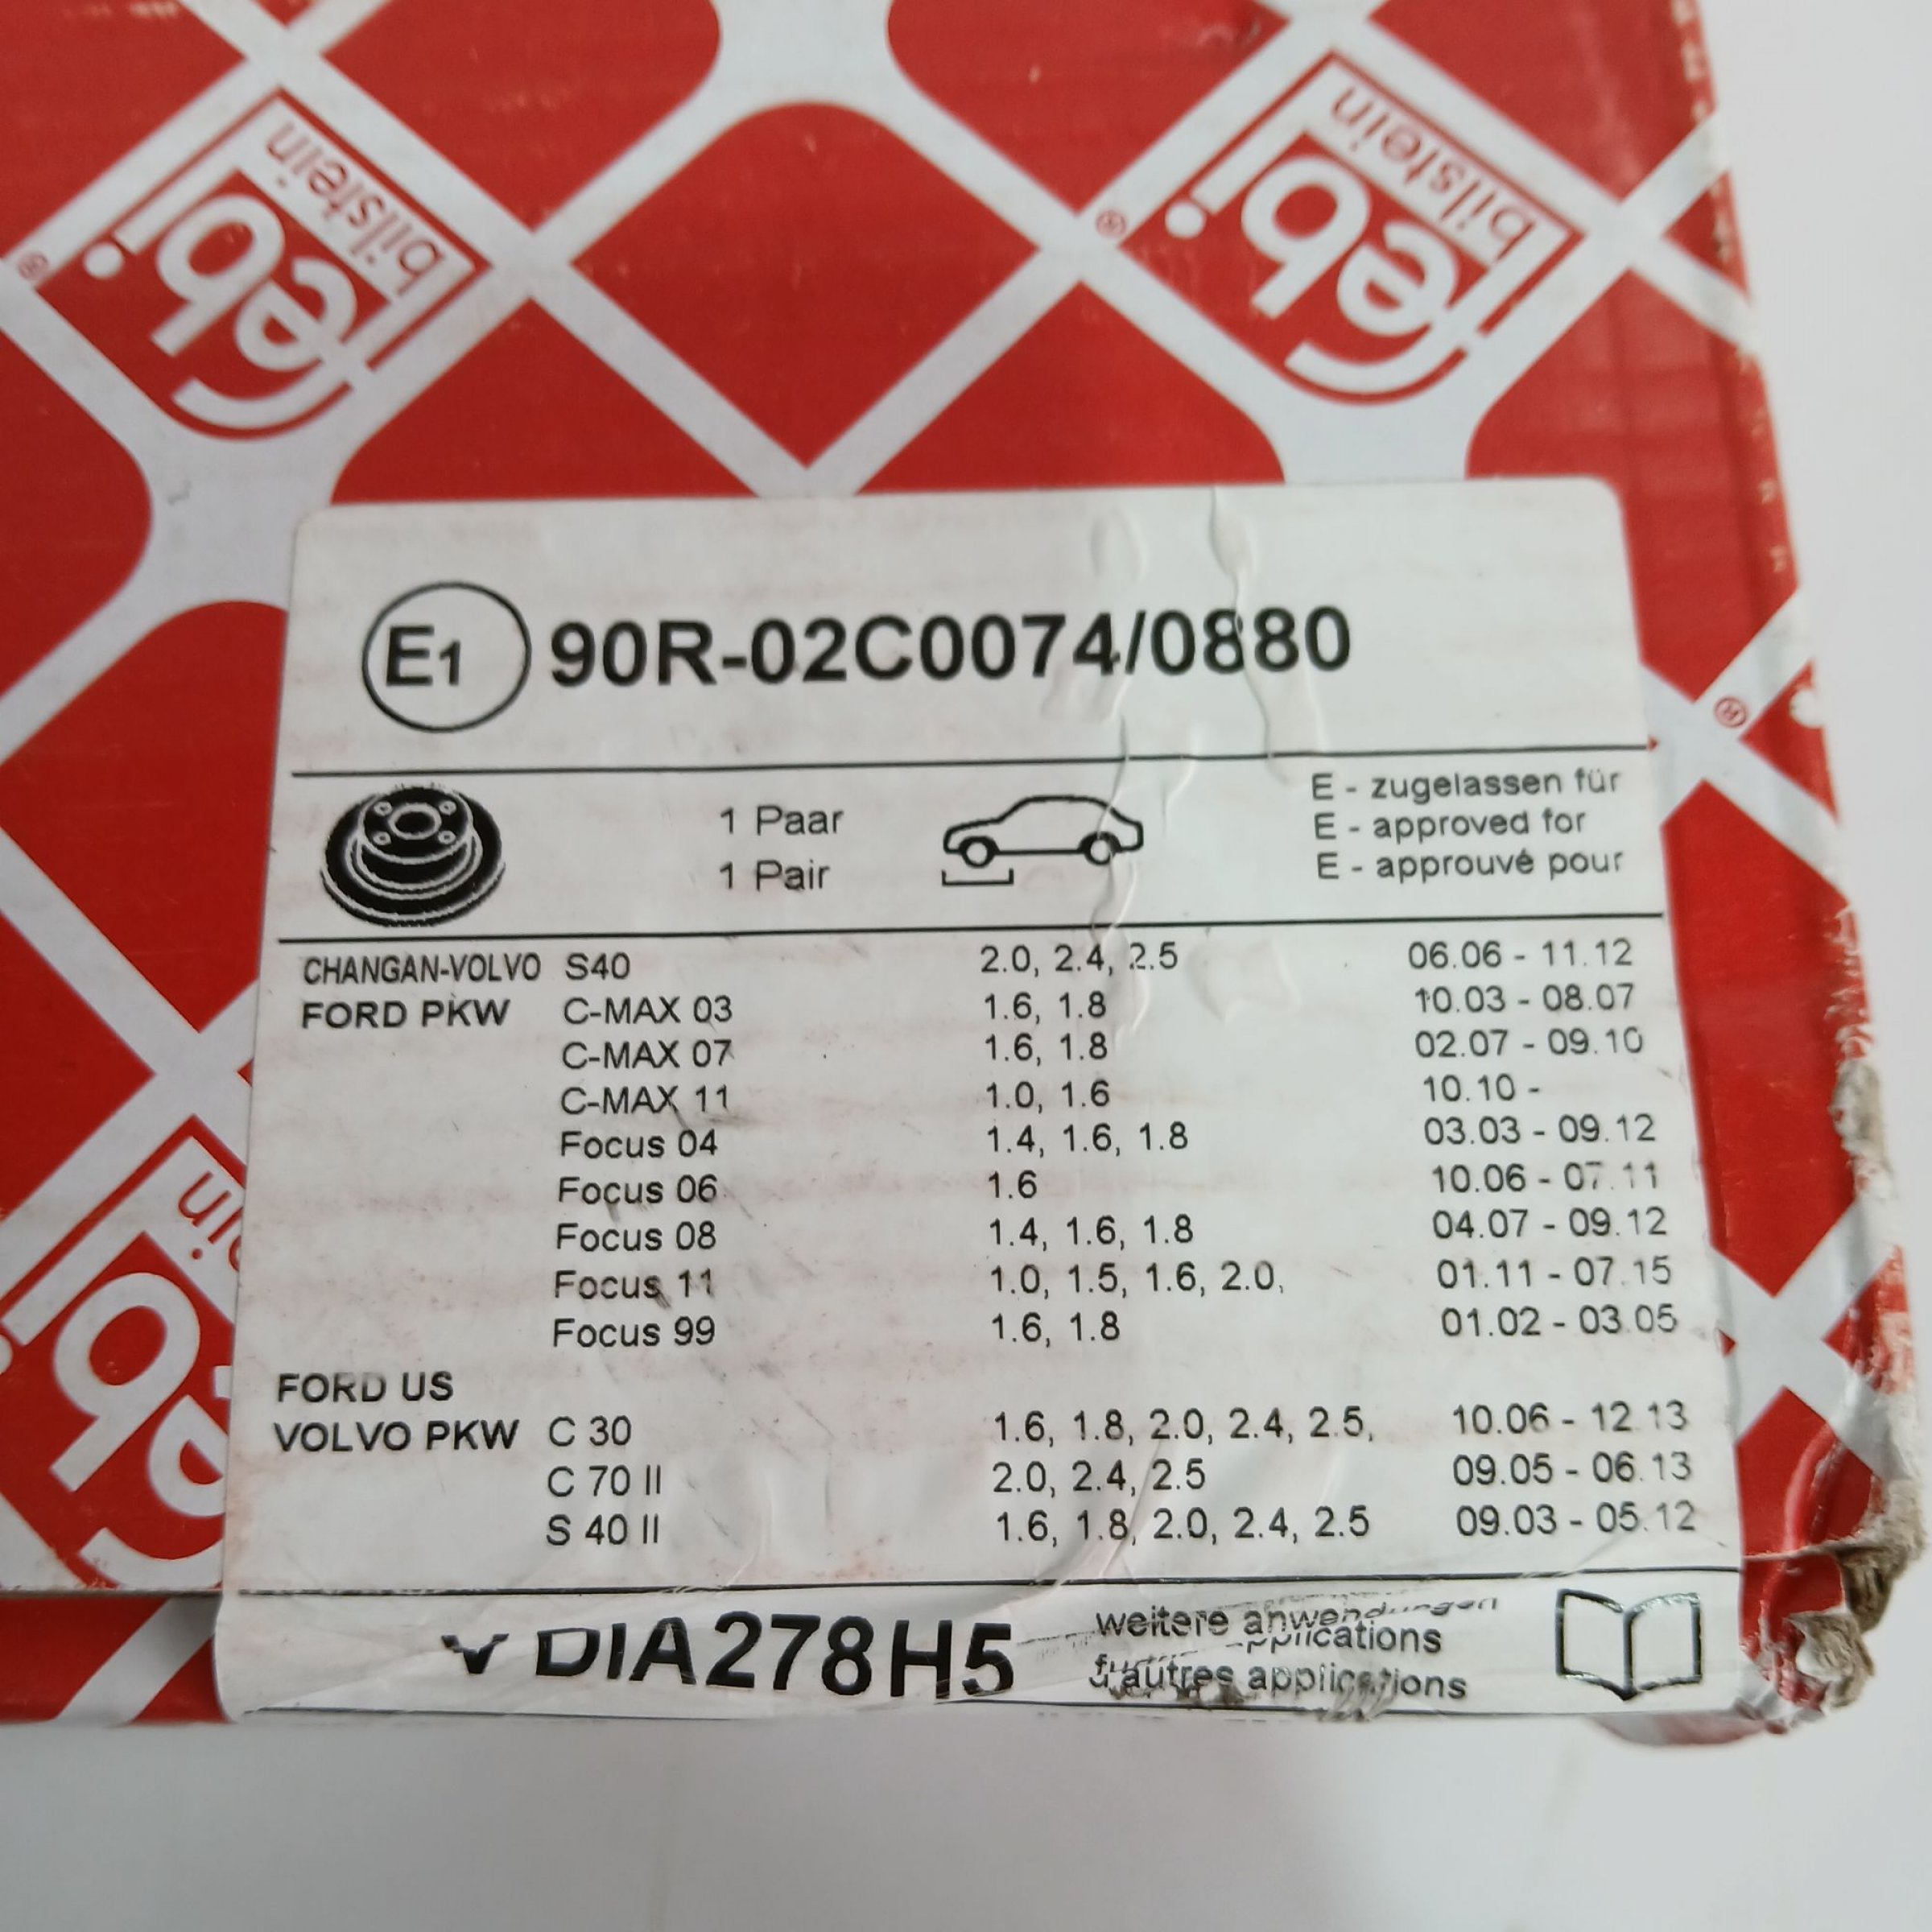 febi
bilstein
®
febi
bilstein
®
®
E1 90R-02C0074/0880
1 Paar
1 Pair
E - zugelassen für
E - approved for
E - approuvé pour
CHANGAN-VOLVO S40 2.0, 2.4, 2.5 06.06 - 11.12
FORD PKW C-MAX 03 1.6, 1.8 10.03 - 08.07
C-MAX 07 1.6, 1.8 02.07 - 09.10
C-MAX 11 1.0, 1.6 10.10 -
Focus 04 1.4, 1.6, 1.8 03.03 - 09.12
Focus 06 1.6 10.06 - 07.11
Focus 08 1.4, 1.6, 1.8 04.07 - 09.12
Focus 11 1.0, 1.5, 1.6, 2.0, 01.11 - 07.15
Focus 99 1.6, 1.8 01.02 - 03.05
FORD US
VOLVO PKW C 30 1.6, 1.8, 2.0, 2.4, 2.5, 10.06 - 12.13
C 70 II 2.0, 2.4, 2.5 09.05 - 06.13
S 40 II 1.6, 1.8, 2.0, 2.4, 2.5 09.03 - 05.12
V DIA278H5
weitere anwendungen
applications
d'autres applications